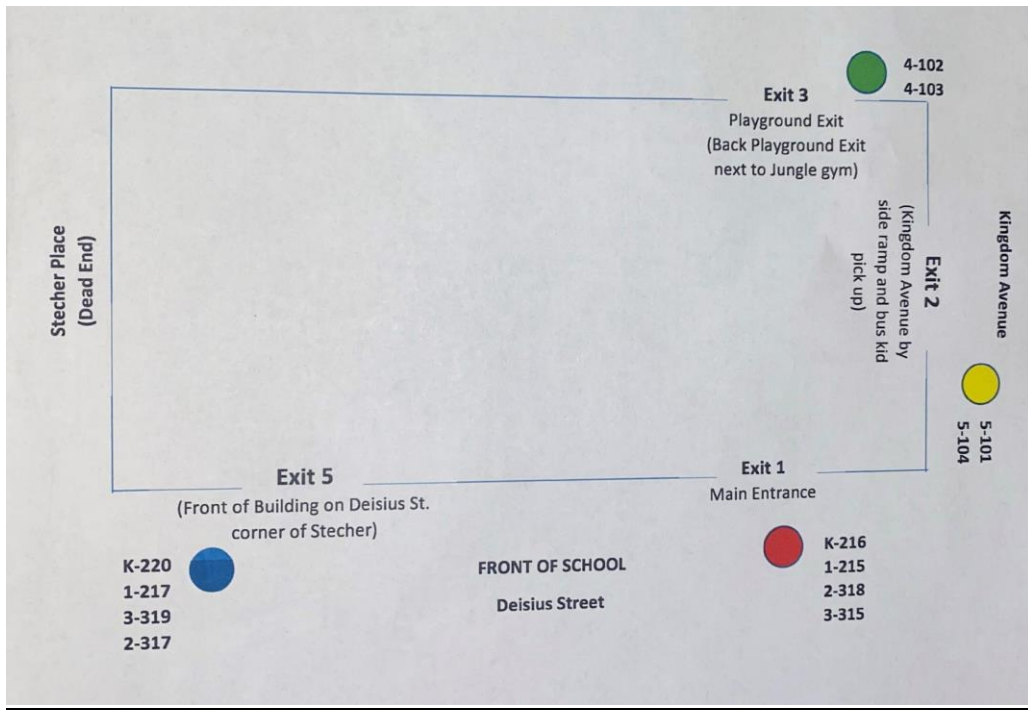 4-102
4-103
Exit 3
Playground Exit
(Back Playground Exit
next to Jungle gym)
Stecher Place
(Dead End)
Kingdom Avenue
Exit 2
(Kingdom Avenue by
side ramp and bus kid
pick up)
5-101
5-104
Exit 5
(Front of Building on Deisius St.
corner of Stecher)
Exit 1
Main Entrance
K-220
1-217
3-319
2-317
FRONT OF SCHOOL
Deisius Street
K-216
1-215
2-318
3-315